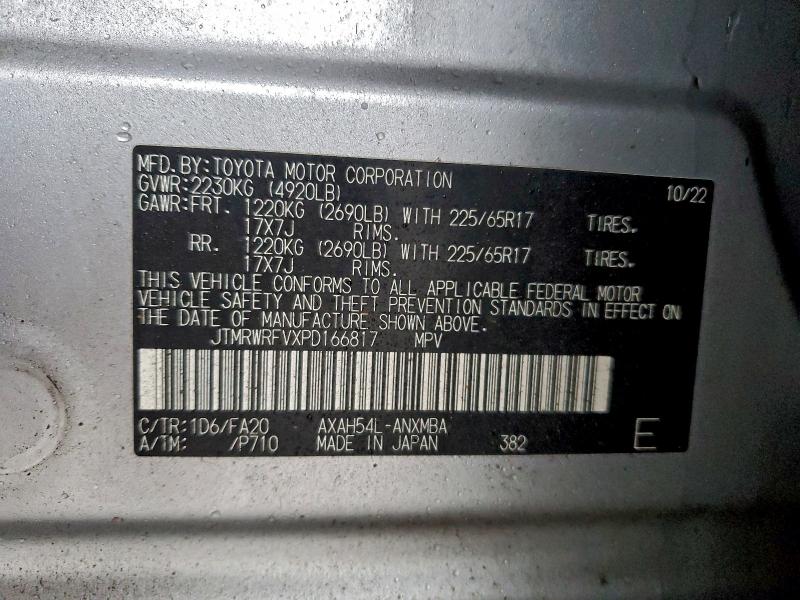 MFD. BY: TOYOTA MOTOR CORPORATION 10/22
GVWR: 2230KG (4920LB)
GAWR: FRT. 1220KG (2690LB) WITH 225/65R17 TIRES.
17X7J RIMS.
RR. 1220KG (2690LB) WITH 225/65R17 TIRES.
17X7J RIMS.
THIS VEHICLE CONFORMS TO ALL APPLICABLE FEDERAL MOTOR
VEHICLE SAFETY AND THEFT PREVENTION STANDARDS IN EFFECT ON
THE DATE OF MANUFACTURE SHOWN ABOVE.
JTMRWRFVXPD166817 MPV
C/TR: 1D6/FA20 AXAH54L-ANXMBA
A/TM: /P710 MADE IN JAPAN 382 E